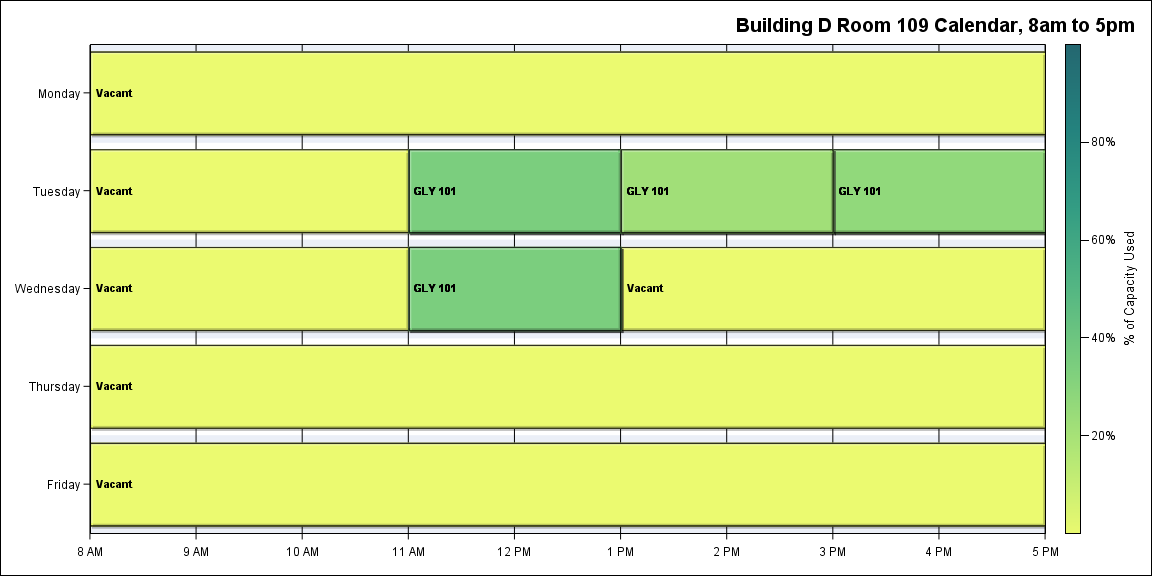 Building D Room 109 Calendar, 8am to 5pm
Monday
Vacant
Tuesday
Vacant
GLY 101
GLY 101
GLY 101
Wednesday
Vacant
GLY 101
Vacant
Thursday
Vacant
Friday
Vacant
8 AM
9 AM
10 AM
11 AM
12 PM
1 PM
2 PM
3 PM
4 PM
5 PM
80%
60%
40%
20%
% of Capacity Used